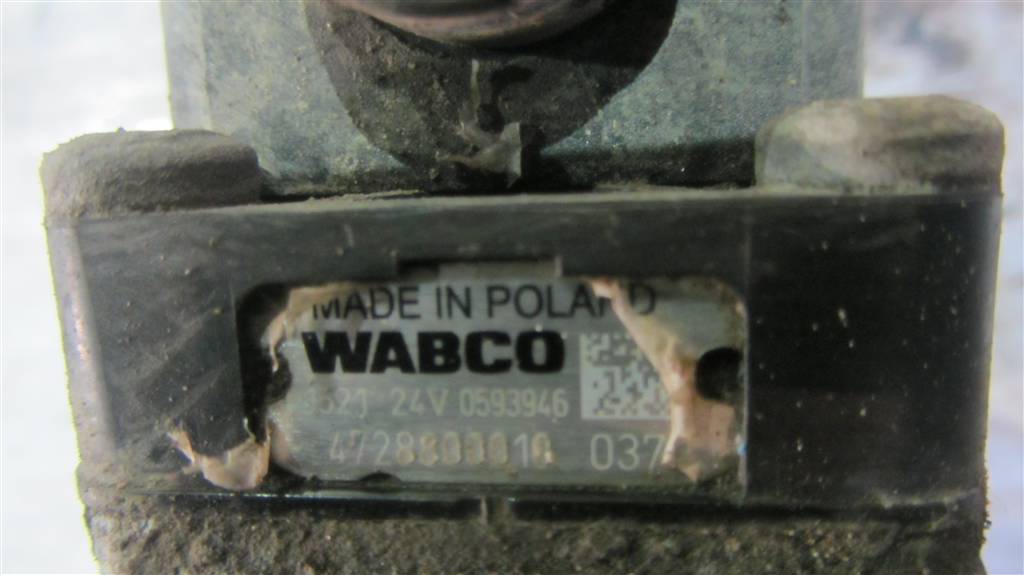 MADE IN POLAND
WABCO
24V 0593946
037